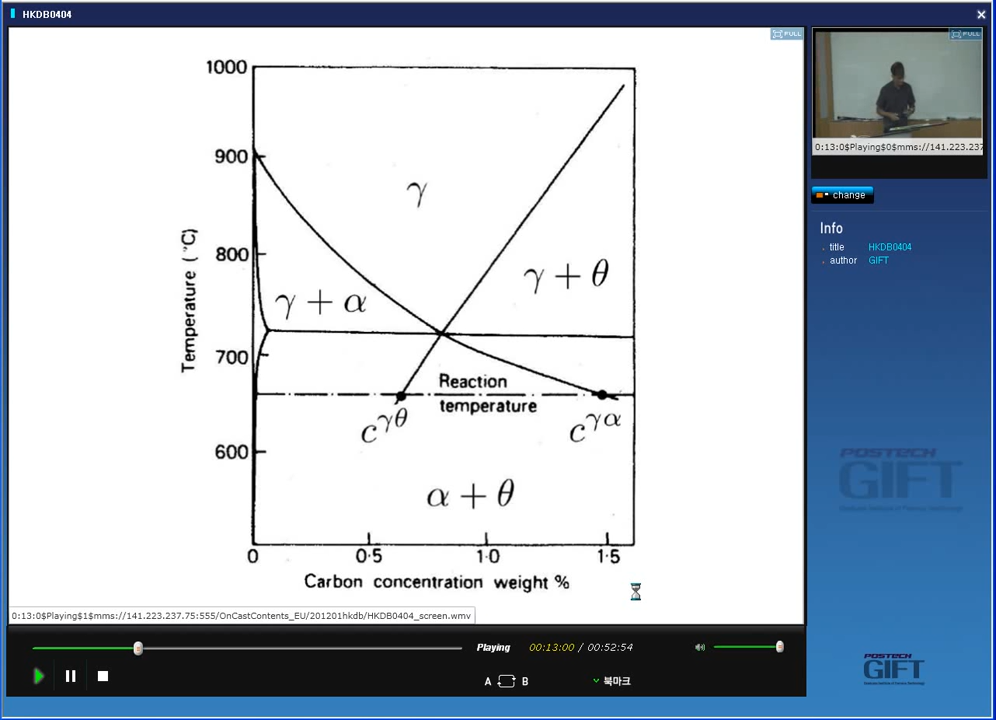 HKDB0404
FULL
FULL
1000
900
γ
Temperature (°C)
800
γ + θ
γ + α
700
Reaction
temperature
c^γθ
c^γα
600
α + θ
0
0·5
1·0
1·5
Carbon concentration weight %
0:13:0$Playing$1$mms://141.223.237.75:555/OnCastContents_EU/201201hkdb/HKDB0404_screen.wmv
Playing
00:13:00 / 00:52:54
A
B
북마크
0:13:0$Playing$0$mms://141.223.237
change
Info
title HKDB0404
author GIFT
POSTECH
GIFT
POSTECH
GIFT